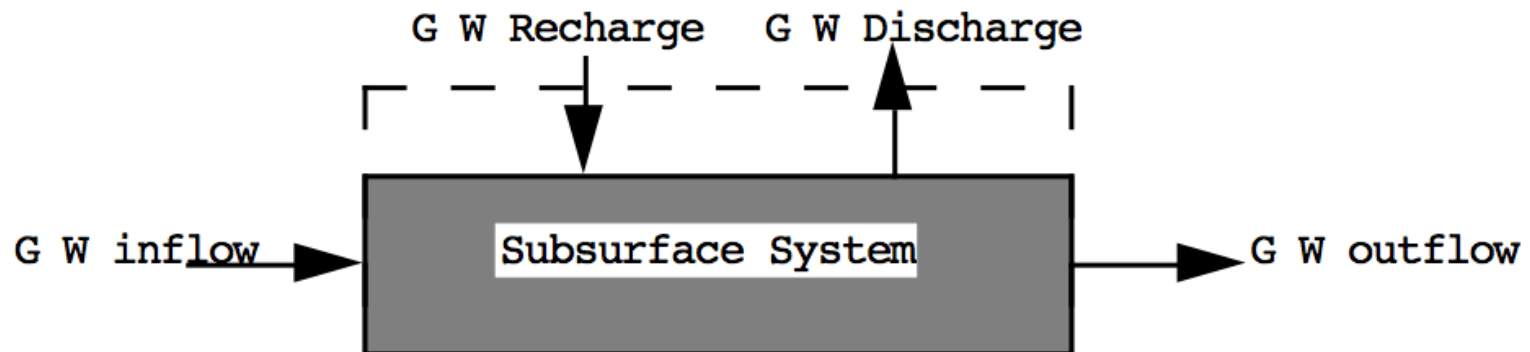 G W Recharge G W Discharge
G W inflow Subsurface System G W outflow